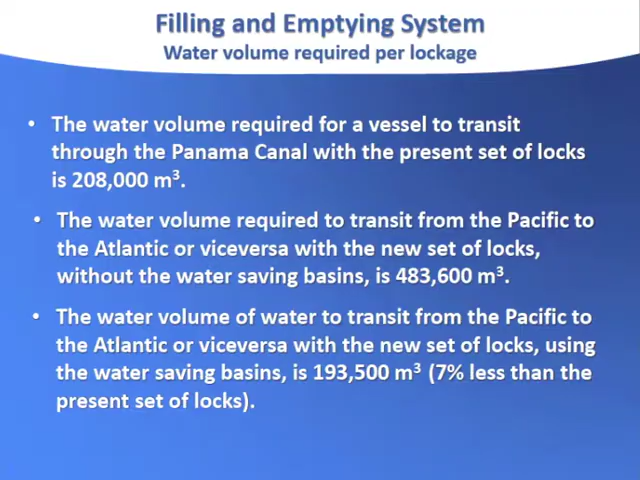 Filling and Emptying System
Water volume required per lockage
• The water volume required for a vessel to transit
through the Panama Canal with the present set of locks
is 208,000 m³.
• The water volume required to transit from the Pacific to
the Atlantic or viceversa with the new set of locks,
without the water saving basins, is 483,600 m³.
• The water volume of water to transit from the Pacific to
the Atlantic or viceversa with the new set of locks, using
the water saving basins, is 193,500 m³ (7% less than the
present set of locks).